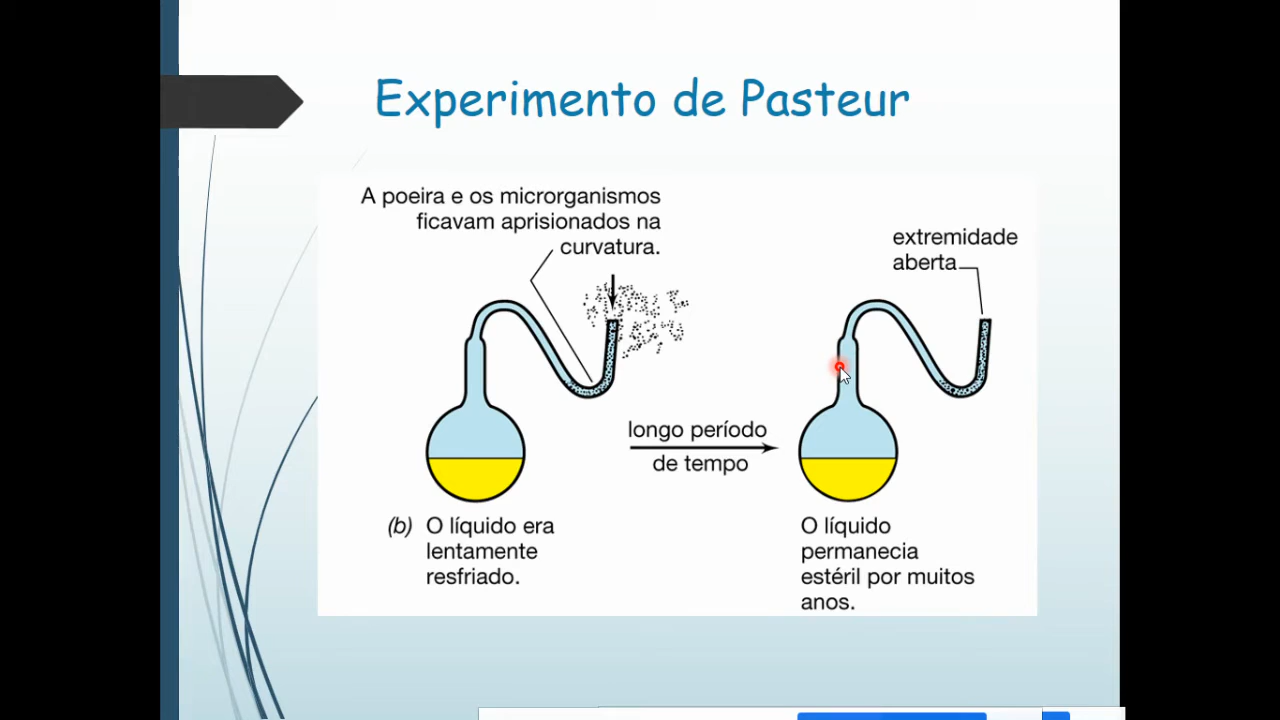 Experimento de Pasteur
A poeira e os microrganismos
ficavam aprisionados na
curvatura.
extremidade
aberta
longo período
de tempo
(b) O líquido era
lentamente
resfriado.
O líquido
permanecia
estéril por muitos
anos.